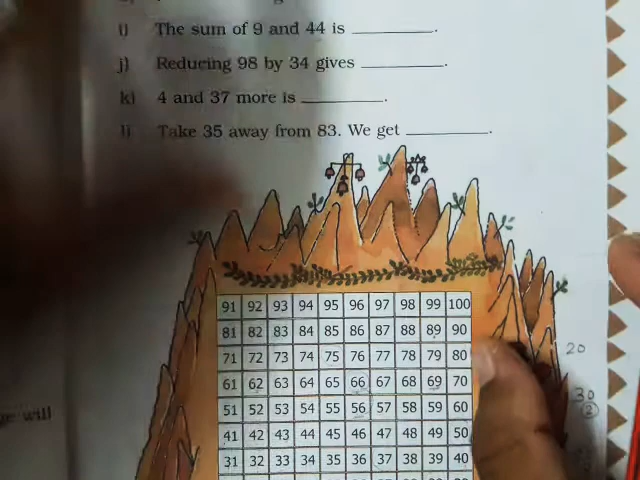 i) The sum of 9 and 44 is ________.
j) Reducing 98 by 34 gives ________.
k) 4 and 37 more is ________.
l) Take 35 away from 83. We get ________.
91 92 93 94 95 96 97 98 99 100
81 82 83 84 85 86 87 88 89 90
71 72 73 74 75 76 77 78 79 80
20
61 62 63 64 65 66 67 68 69 70
30
2
51 52 53 54 55 56 57 58 59 60
will
41 42 43 44 45 46 47 48 49 50
31 32 33 34 35 36 37 38 39 40